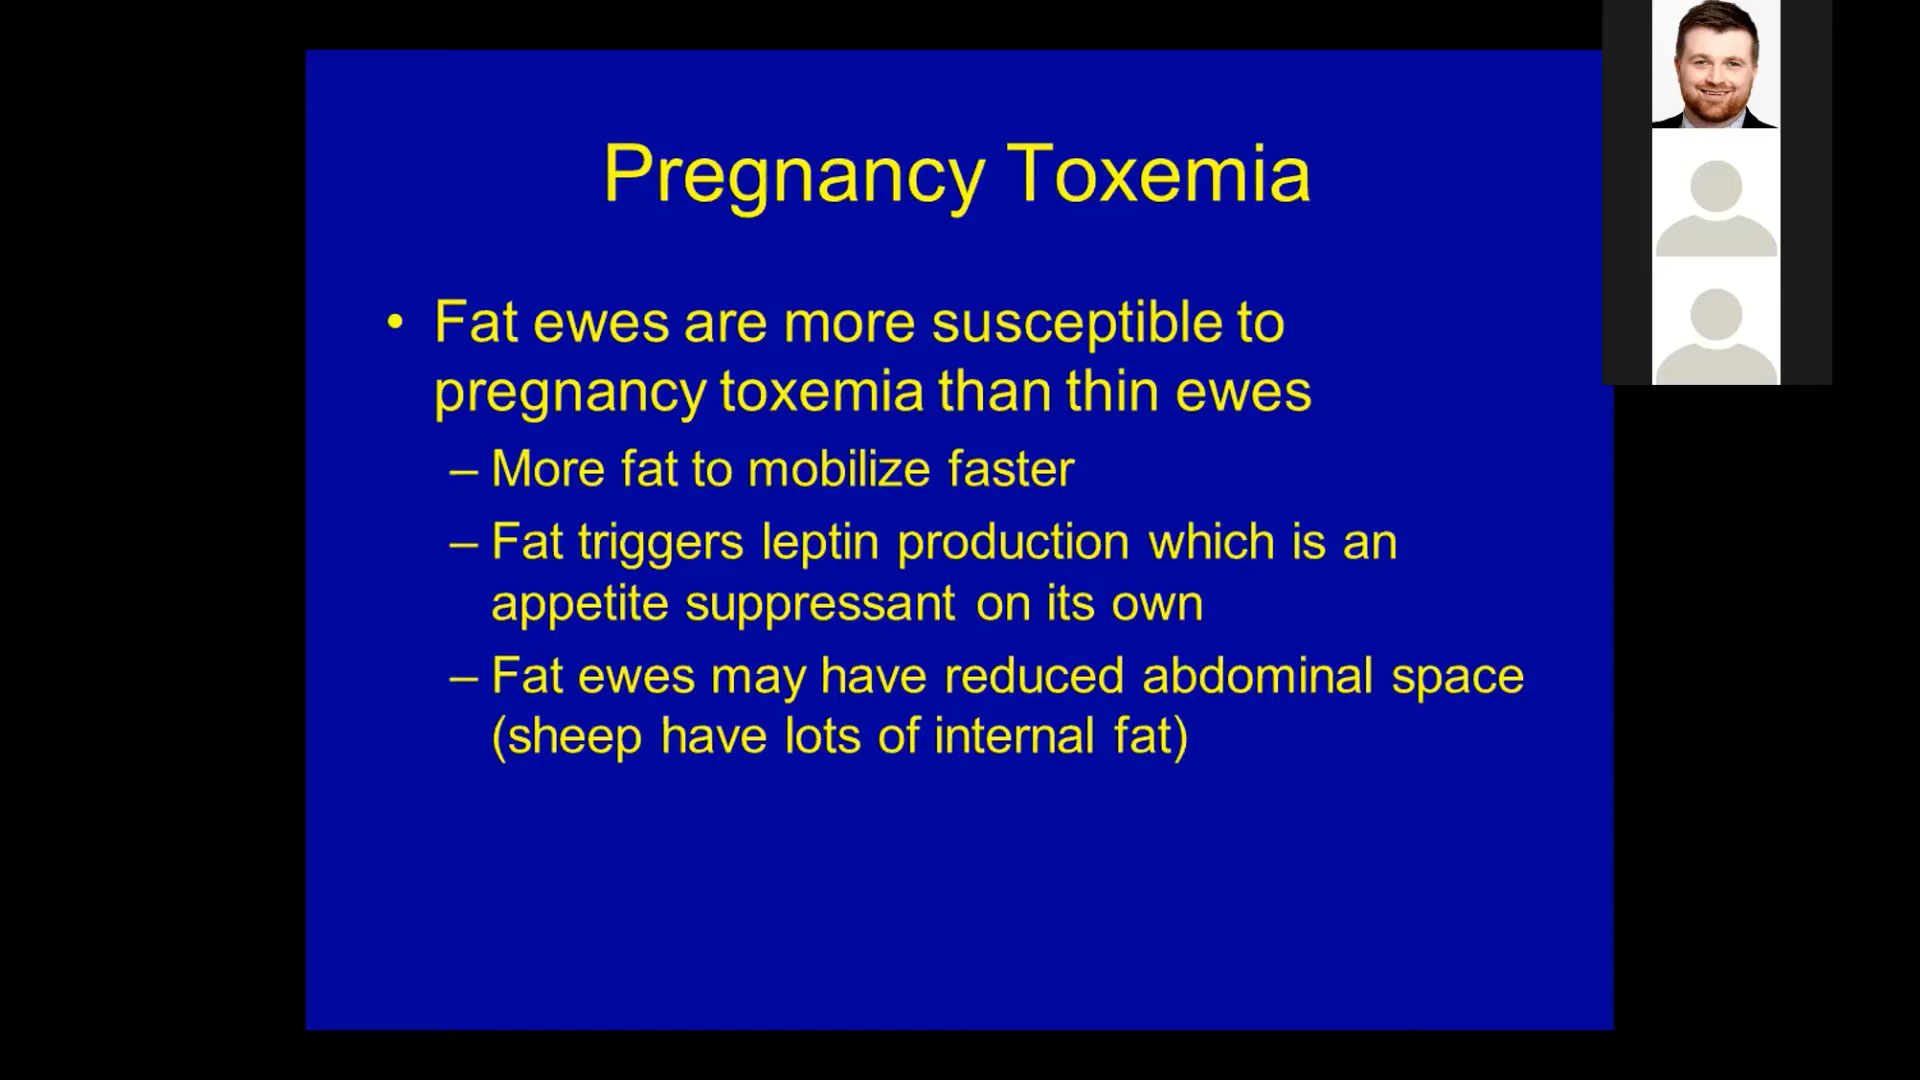 Pregnancy Toxemia
• Fat ewes are more susceptible to
pregnancy toxemia than thin ewes
– More fat to mobilize faster
– Fat triggers leptin production which is an
appetite suppressant on its own
– Fat ewes may have reduced abdominal space
(sheep have lots of internal fat)